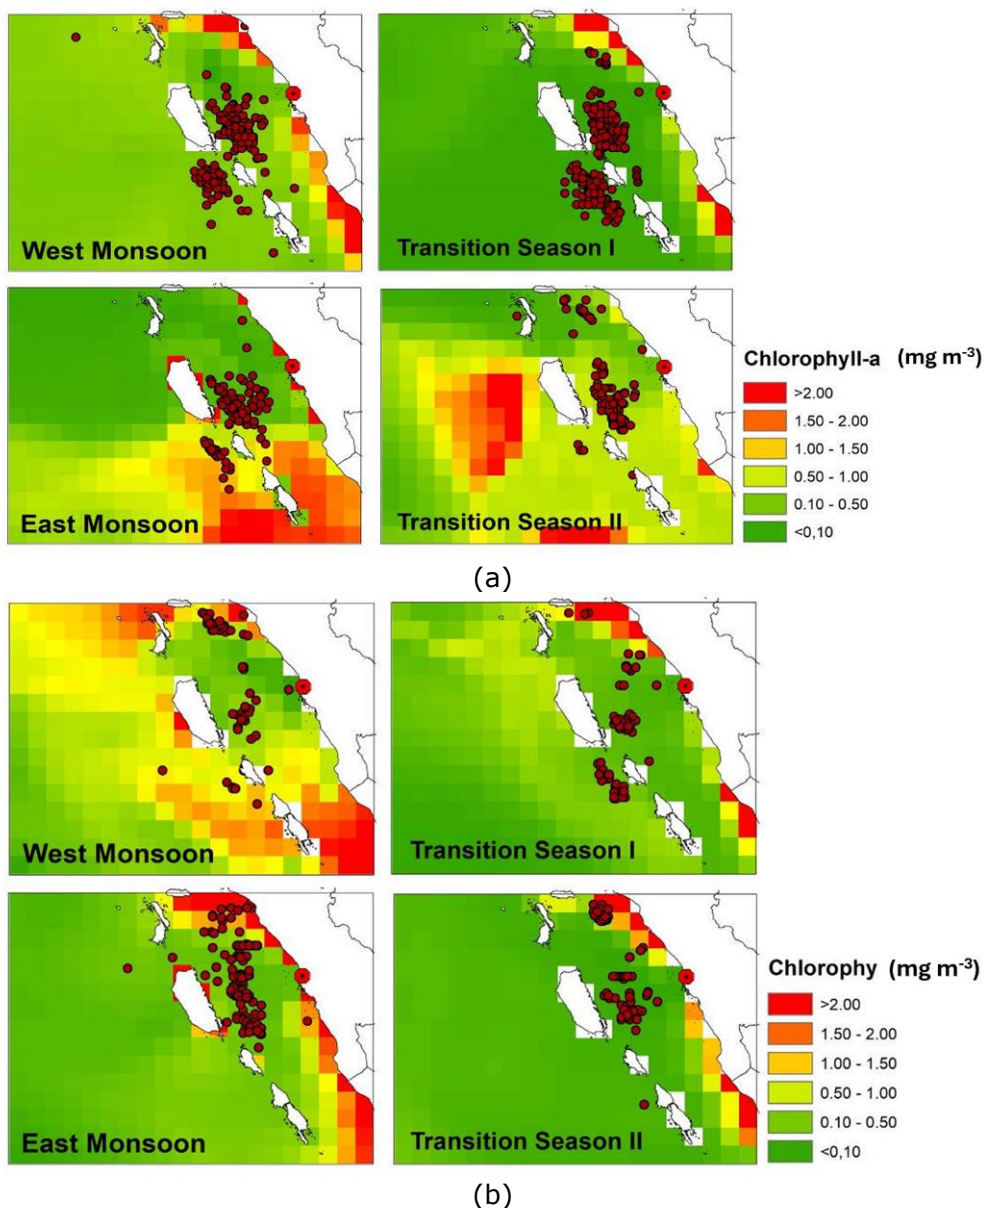 West Monsoon
Transition Season I
East Monsoon
Transition Season II
Chlorophyll-a (mg m-3)
>2.00
1.50 - 2.00
1.00 - 1.50
0.50 - 1.00
0.10 - 0.50
<0,10
(a)
West Monsoon
Transition Season I
East Monsoon
Transition Season II
Chlorophy (mg m-3)
>2.00
1.50 - 2.00
1.00 - 1.50
0.50 - 1.00
0.10 - 0.50
<0,10
(b)